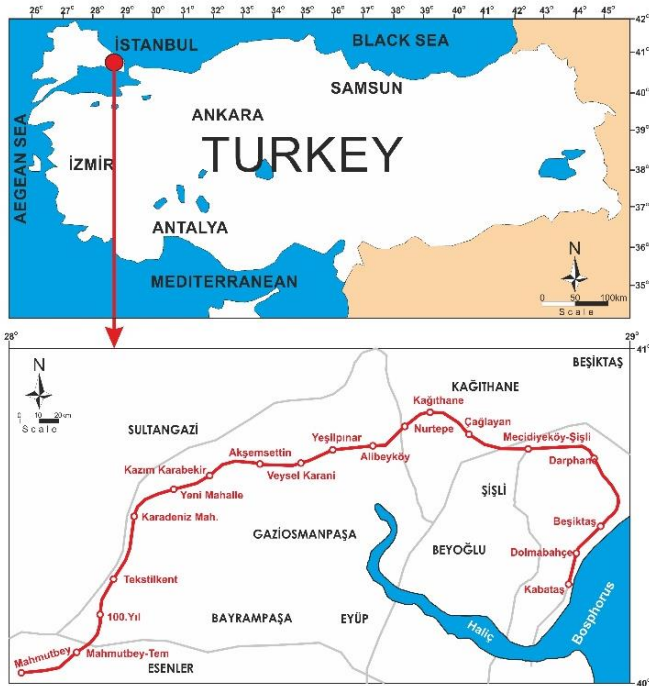 26° 27° 28° 29° 30° 31° 32° 33° 34° 35° 36° 37° 38° 39° 40° 41° 42° 43° 44° 45°
42°
41°
40°
39°
38°
37°
36°
35°
İSTANBUL
BLACK SEA
SAMSUN
ANKARA
TURKEY
İZMİR
AEGEAN SEA
ANTALYA
MEDITERRANEAN
N
0 50 100km
Scale
28°
29°
41°
40°
N
10 20km
Scale
BEŞİKTAŞ
KAĞITHANE
SULTANGAZİ
Kağıthane
Nurtepe
Çağlayan
Mecidiyeköy-Şişli
Darphane
Yeşilpınar
Alibeyköy
Akşemsettin
Veysel Karani
Kazım Karabekir
Yeni Mahalle
Karadeniz Mah.
ŞİŞLİ
GAZİOSMANPAŞA
BEYOĞLU
Beşiktaş
Dolmabahçe
Kabataş
Tekstilkent
100.Yıl
BAYRAMPAŞA
EYÜP
Haliç
Bosphorus
Mahmutbey
Mahmutbey-Tem
ESENLER